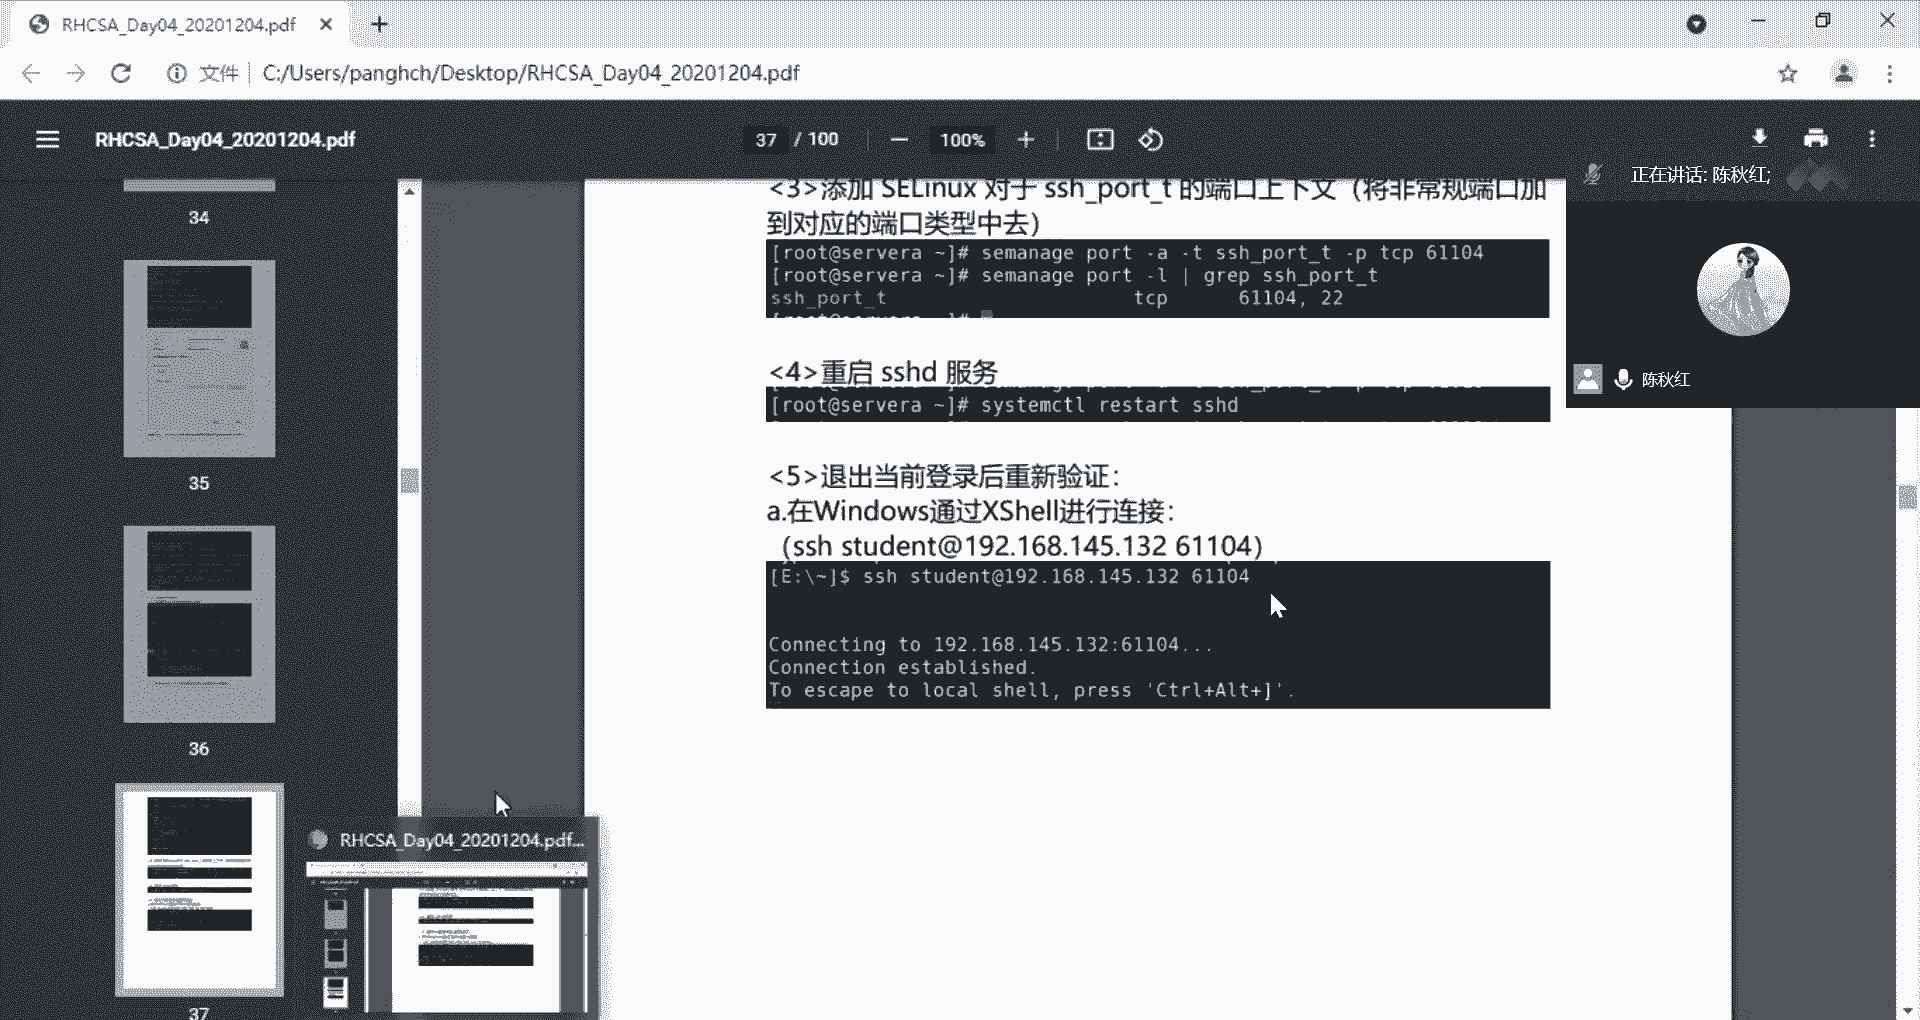 RHCSA_Day04_20201204.pdf
文件 C:/Users/panghch/Desktop/RHCSA_Day04_20201204.pdf
RHCSA_Day04_20201204.pdf
37 / 100
100%
正在讲话: 陈秋红;
陈秋红
34
35
36
37
<3>添加 SELinux 对于 ssh_port_t 的端口上下文（将非常规端口加
到对应的端口类型中去）
[root@servera ~]# semanage port -a -t ssh_port_t -p tcp 61104
[root@servera ~]# semanage port -l | grep ssh_port_t
ssh_port_t tcp 61104, 22
<4>重启 sshd 服务
[root@servera ~]# systemctl restart sshd
<5>退出当前登录后重新验证：
a.在Windows通过XShell进行连接：
（ssh student@192.168.145.132 61104）
[E:\~]$ ssh student@192.168.145.132 61104
Connecting to 192.168.145.132:61104...
Connection established.
To escape to local shell, press 'Ctrl+Alt+]'.
RHCSA_Day04_20201204.pdf...